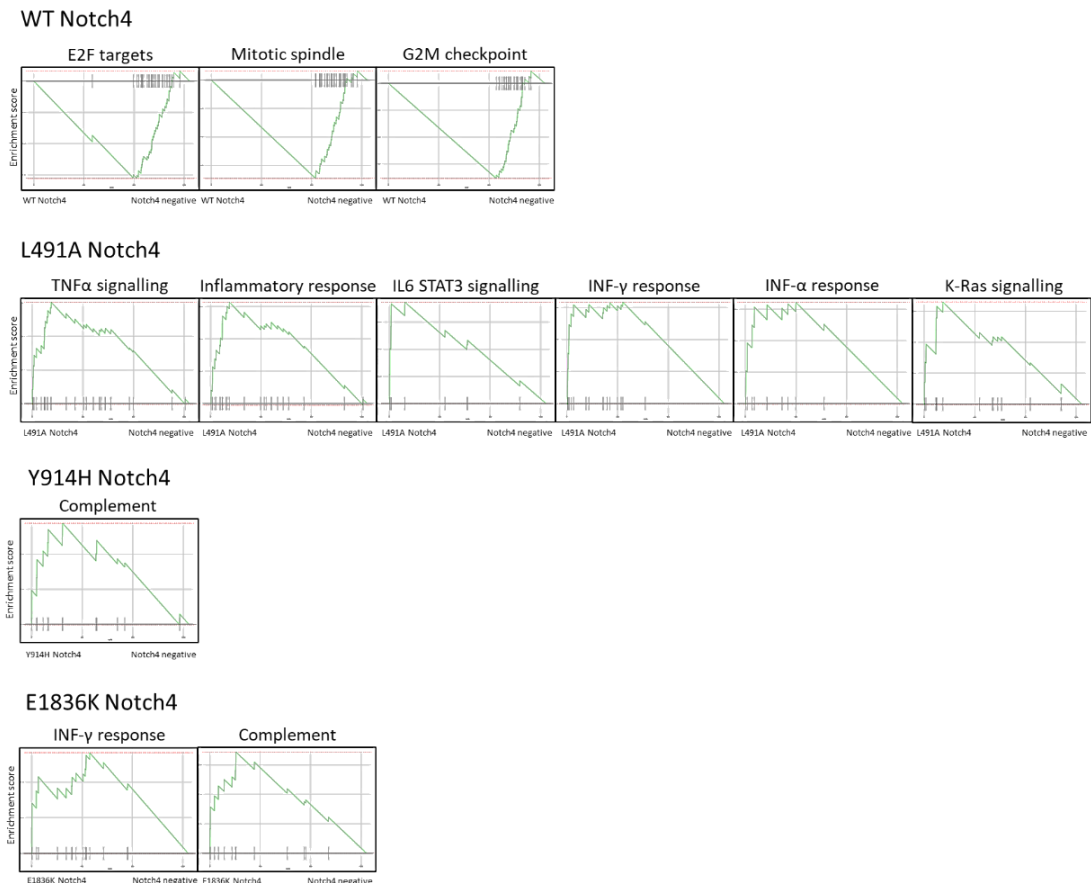 WT Notch4
E2F targets Mitotic spindle G2M checkpoint
Enrichment score
WT Notch4 Notch4 negative WT Notch4 Notch4 negative WT Notch4 Notch4 negative
L491A Notch4
TNFα signalling Inflammatory response IL6 STAT3 signalling INF-γ response INF-α response K-Ras signalling
Enrichment score
L491A Notch4 Notch4 negative L491A Notch4 Notch4 negative L491A Notch4 Notch4 negative L491A Notch4 Notch4 negative L491A Notch4 Notch4 negative L491A Notch4 Notch4 negative
Y914H Notch4
Complement
Enrichment score
Y914H Notch4 Notch4 negative
E1836K Notch4
INF-γ response Complement
Enrichment score
E1836K Notch4 Notch4 negative E1836K Notch4 Notch4 negative